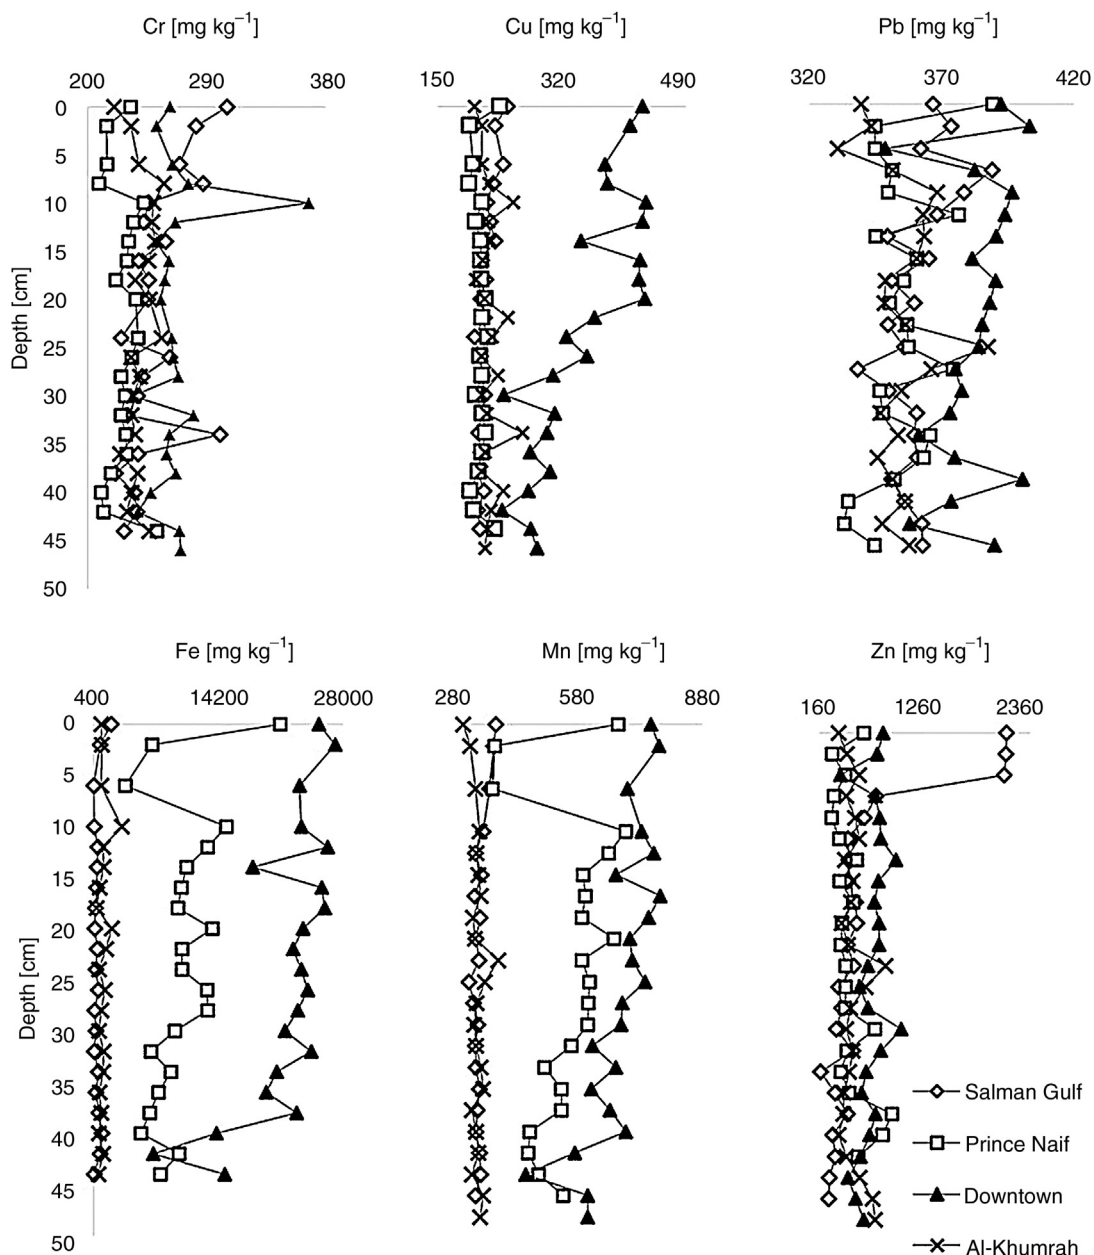 Cr [mg kg⁻¹]
Cu [mg kg⁻¹]
Pb [mg kg⁻¹]
200 290 380
150 320 490
320 370 420
0
5
10
15
20
25
30
35
40
45
50
Depth [cm]
Fe [mg kg⁻¹]
Mn [mg kg⁻¹]
Zn [mg kg⁻¹]
400 14200 28000
280 580 880
160 1260 2360
0
5
10
15
20
25
30
35
40
45
50
Depth [cm]
Salman Gulf
Prince Naif
Downtown
Al-Khumrah